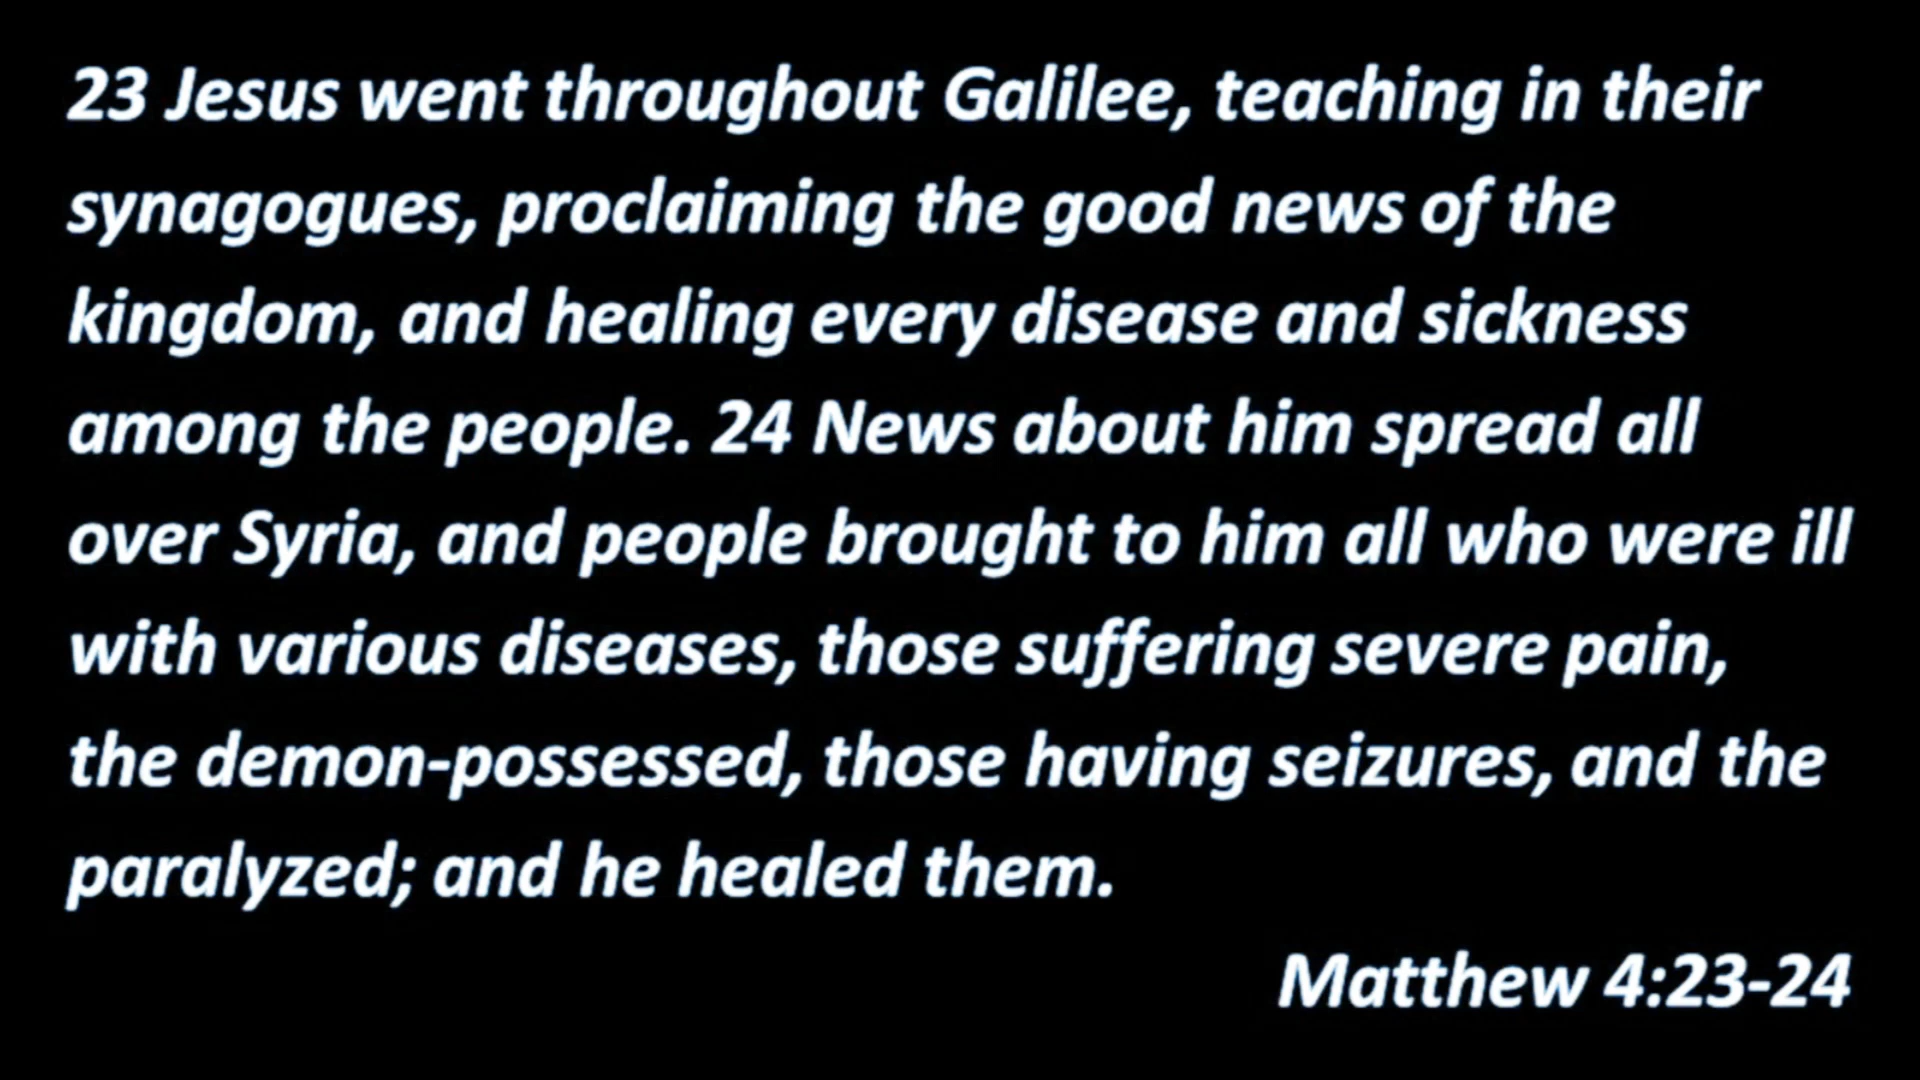 23 Jesus went throughout Galilee, teaching in their
synagogues, proclaiming the good news of the
kingdom, and healing every disease and sickness
among the people. 24 News about him spread all
over Syria, and people brought to him all who were ill
with various diseases, those suffering severe pain,
the demon-possessed, those having seizures, and the
paralyzed; and he healed them.
Matthew 4:23-24